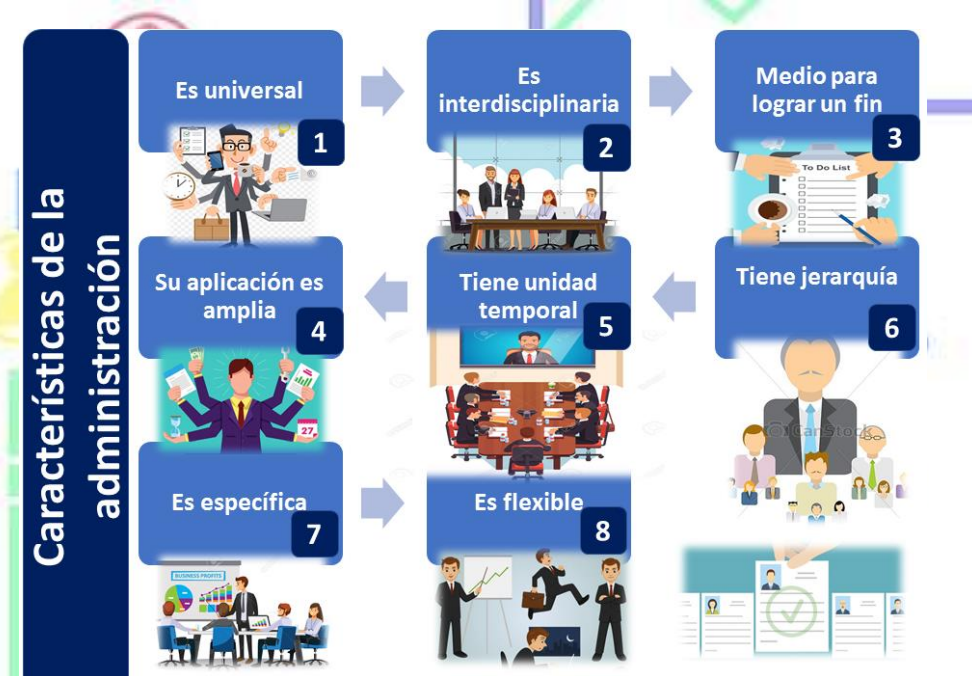 Características de la
administración
Es universal
1
Es
interdisciplinaria
2
Medio para
lograr un fin
3
To Do List
Su aplicación es
amplia
4
27
Tiene unidad
temporal
5
Tiene jerarquía
6
CanStock
Es específica
7
BUSINESS PROFITS
Es flexible
8